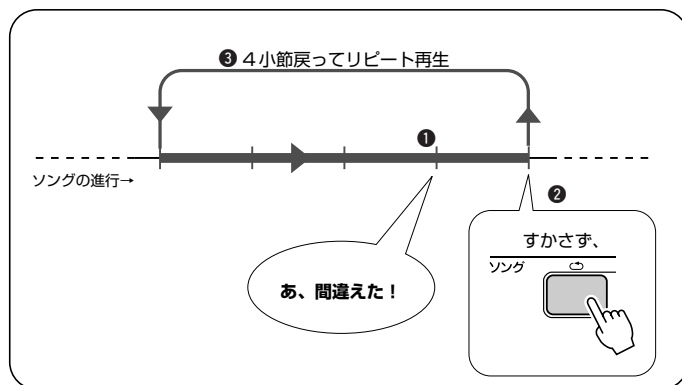 ❸ 4小節戻ってリピート再生
❶
ソングの進行→
❷
すかさず、
ソング
あ、間違えた!